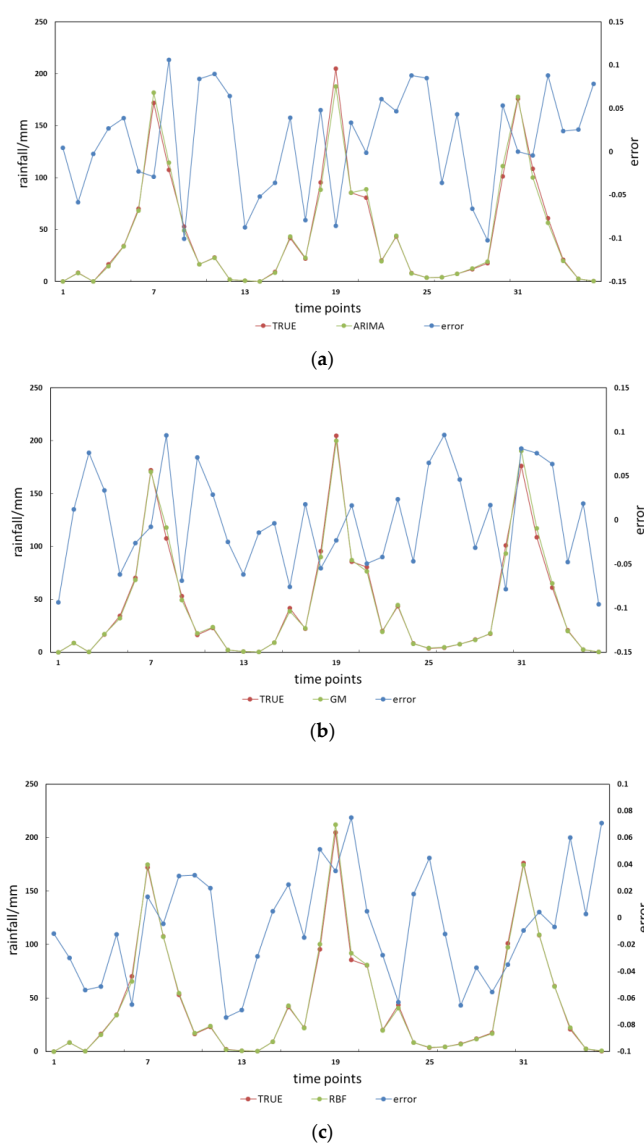 250
200
150
100
50
0
0.15
0.1
0.05
0
-0.05
-0.1
-0.15
rainfall/mm
error
1 7 13 19 25 31
time points
TRUE ARIMA error
(a)
250
200
150
100
50
0
0.15
0.1
0.05
0
-0.05
-0.1
-0.15
rainfall/mm
error
1 7 13 19 25 31
time points
TRUE GM error
(b)
250
200
150
100
50
0
0.1
0.08
0.06
0.04
0.02
0
-0.02
-0.04
-0.06
-0.08
-0.1
rainfall/mm
error
1 7 13 19 25 31
time points
TRUE RBF error
(c)